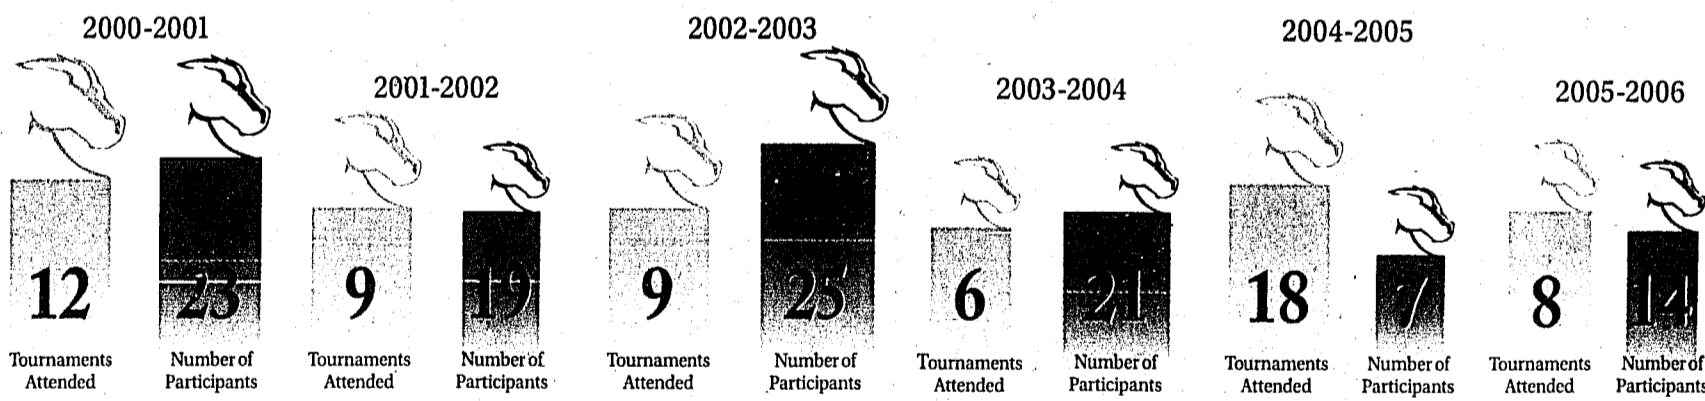 2000-2001
12
Tournaments
Attended
23
Number of
Participants
2001-2002
9
Tournaments
Attended
19
Number of
Participants
2002-2003
9
Tournaments
Attended
25
Number of
Participants
2003-2004
6
Tournaments
Attended
21
Number of
Participants
2004-2005
18
Tournaments
Attended
7
Number of
Participants
2005-2006
8
Tournaments
Attended
14
Number of
Participants